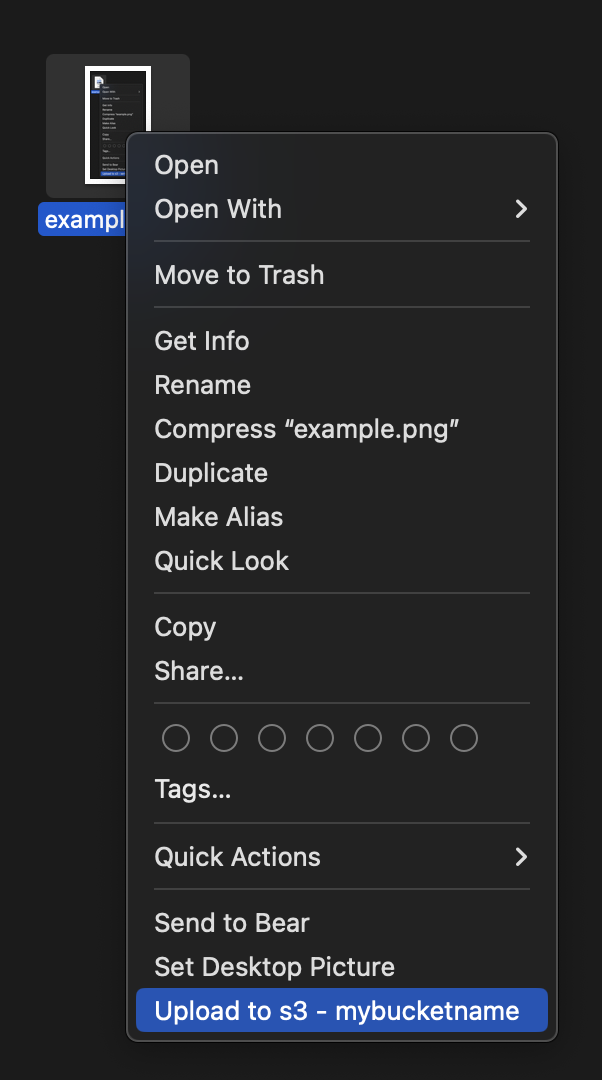 exampl
Open
Open With
Move to Trash
Get Info
Rename
Compress “example.png”
Duplicate
Make Alias
Quick Look
Copy
Share...
Tags...
Quick Actions
Send to Bear
Set Desktop Picture
Upload to s3 - mybucketname